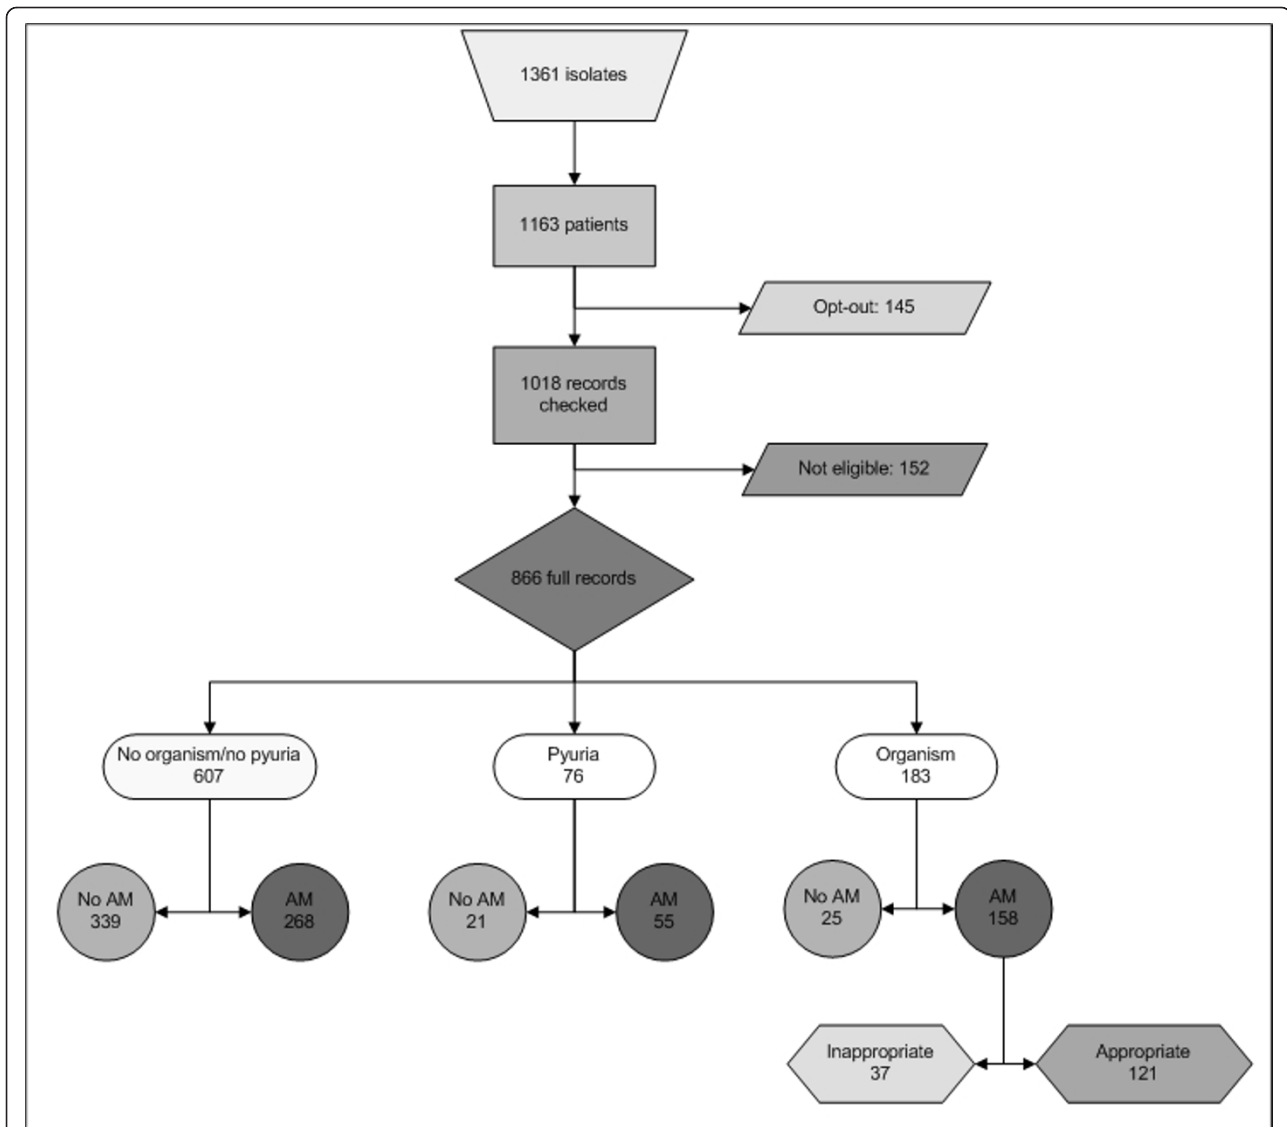 1361 isolates
1163 patients
Opt-out: 145
1018 records
checked
Not eligible: 152
866 full records
No organism/no pyuria
607
Pyuria
76
Organism
183
No AM
339
AM
268
No AM
21
AM
55
No AM
25
AM
158
Inappropriate
37
Appropriate
121